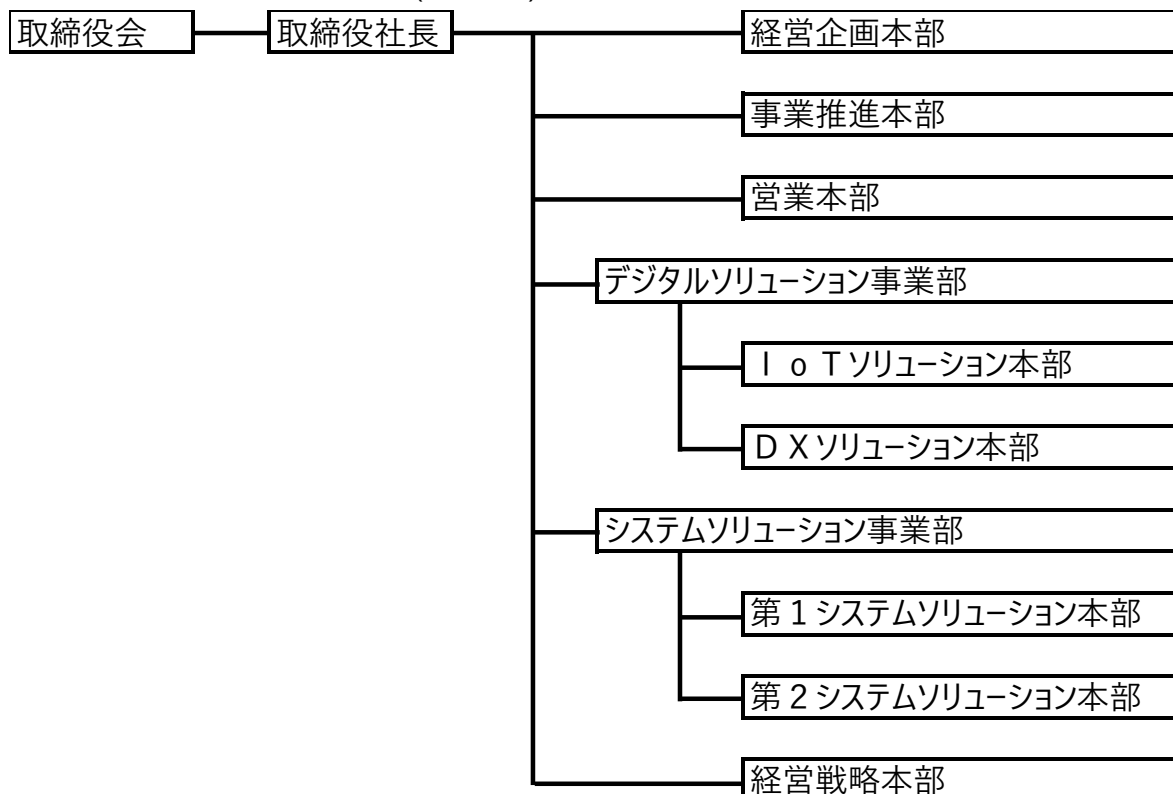 取締役会
取締役社長
経営企画本部
事業推進本部
営業本部
デジタルソリューション事業部
ＩｏＴソリューション本部
ＤＸソリューション本部
システムソリューション事業部
第１システムソリューション本部
第２システムソリューション本部
経営戦略本部